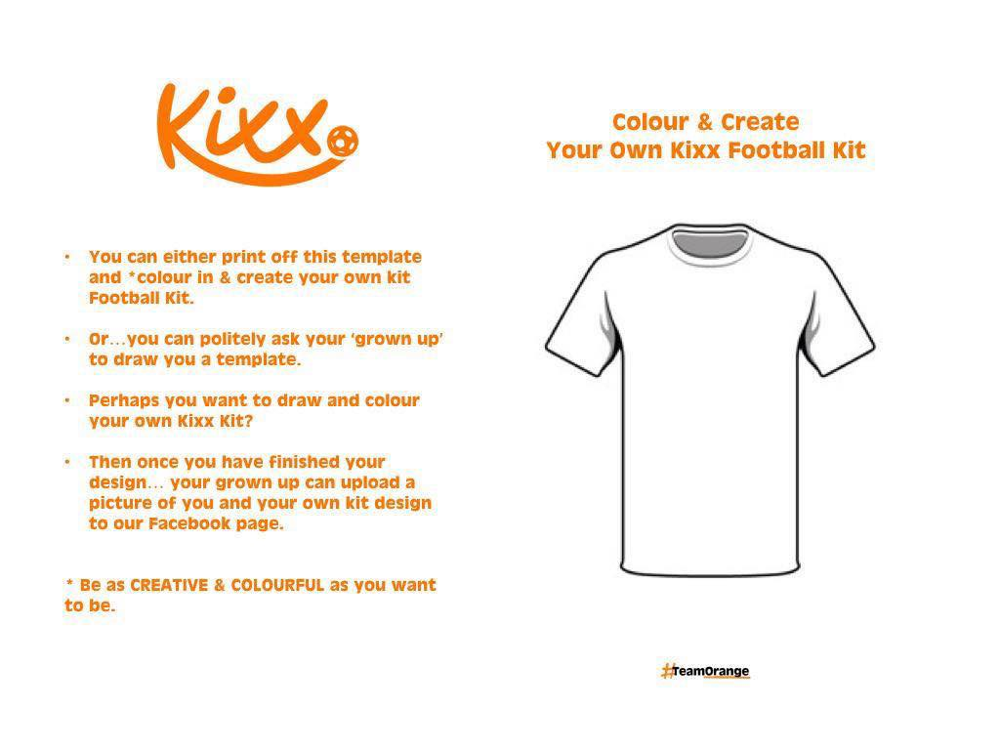 Kixx
• You can either print off this template
and *colour in & create your own kit
Football Kit.
• Or…you can politely ask your ‘grown up’
to draw you a template.
• Perhaps you want to draw and colour
your own Kixx Kit?
• Then once you have finished your
design… your grown up can upload a
picture of you and your own kit design
to our Facebook page.
* Be as CREATIVE & COLOURFUL as you want
to be.
Colour & Create
Your Own Kixx Football Kit
#TeamOrange